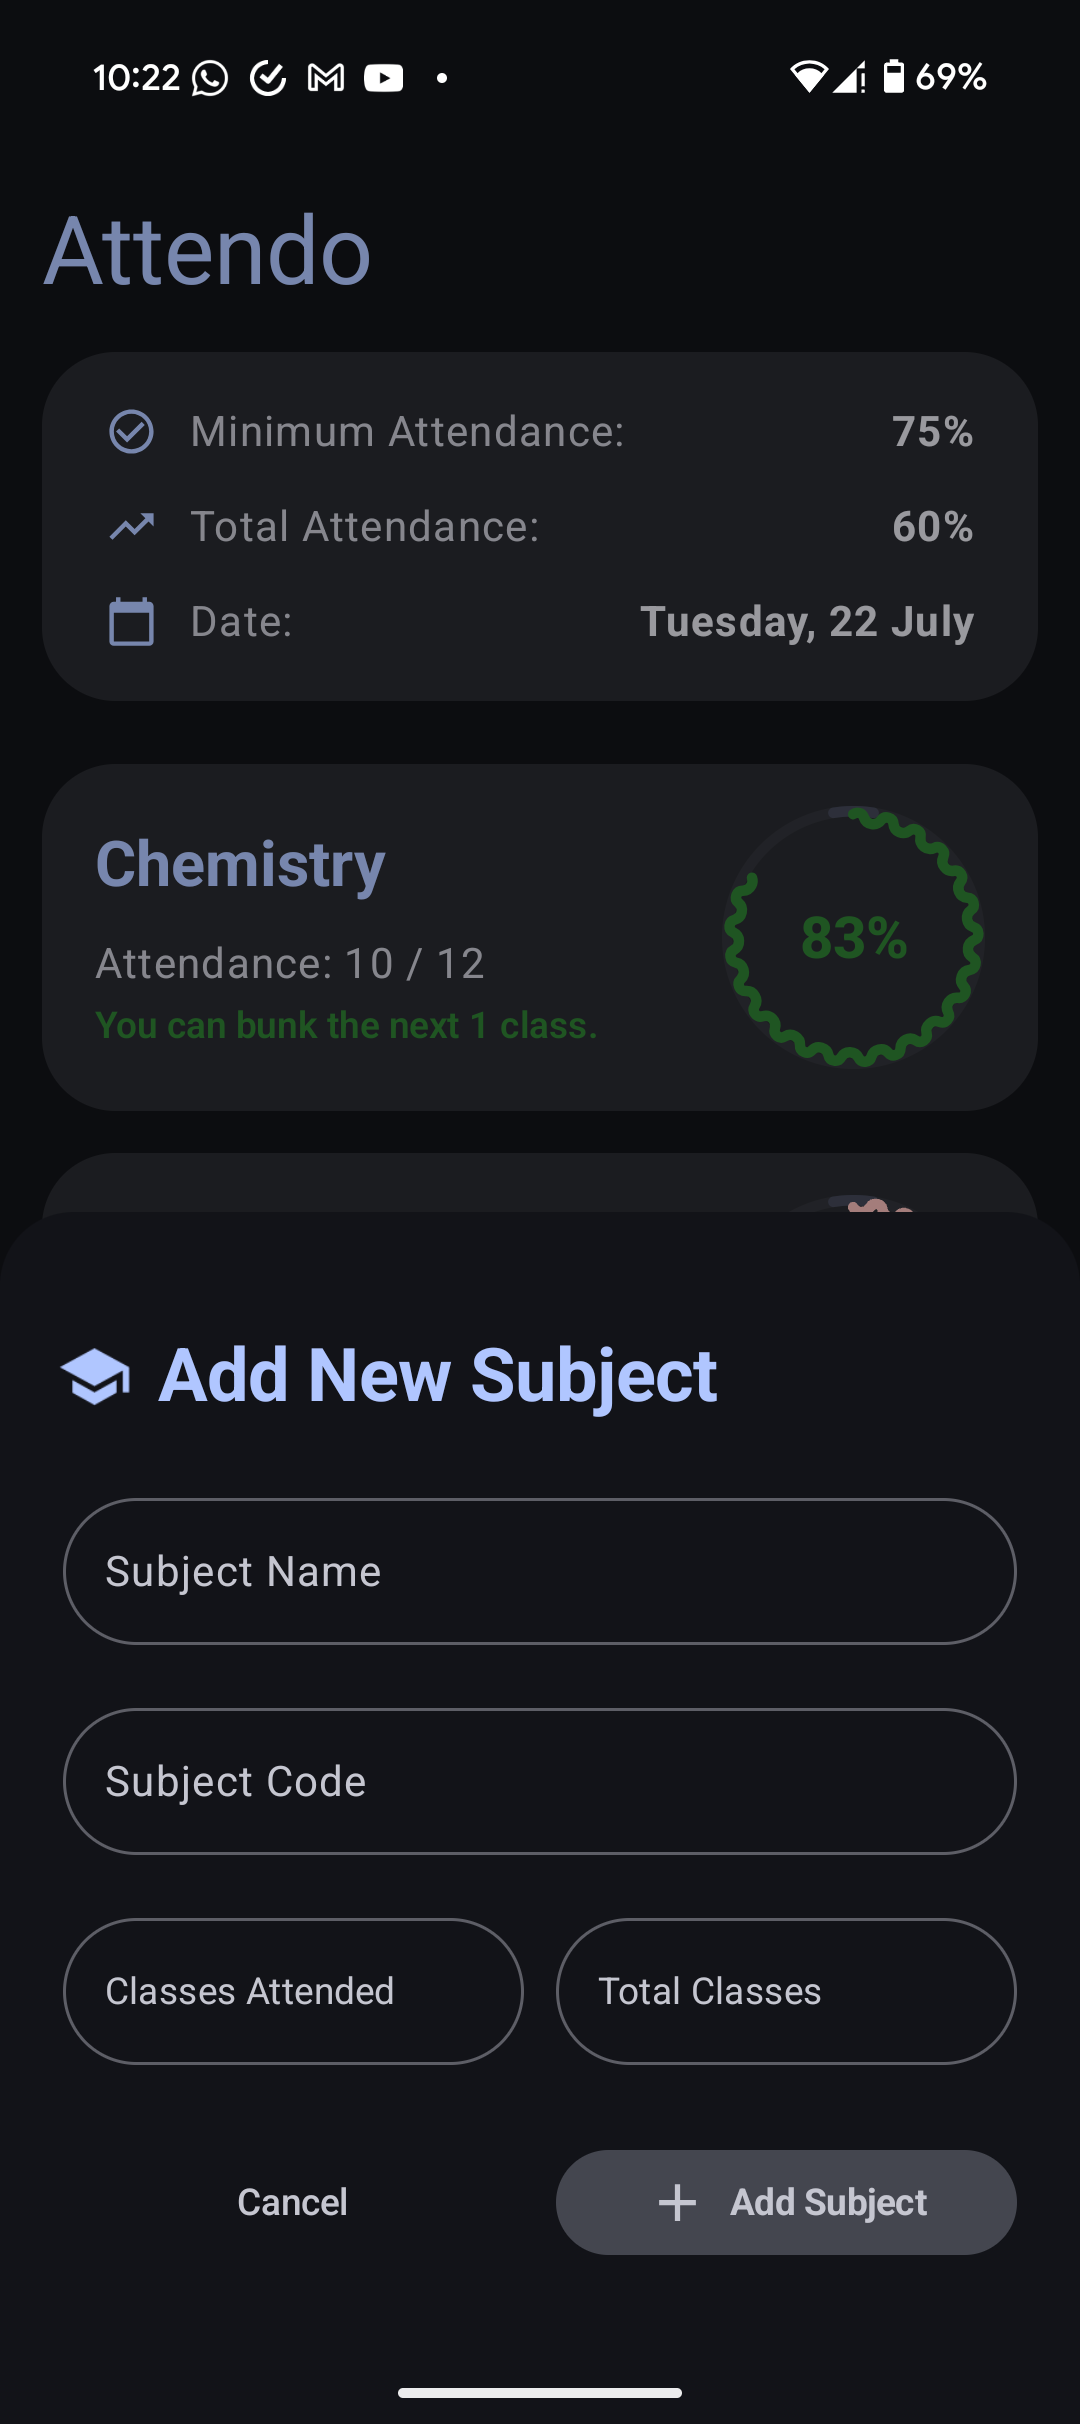 10:22 69%
Attendo
Minimum Attendance: 75%
Total Attendance: 60%
Date: Tuesday, 22 July
Chemistry
83%
Attendance: 10 / 12
You can bunk the next 1 class.
Add New Subject
Subject Name
Subject Code
Classes Attended Total Classes
Cancel Add Subject